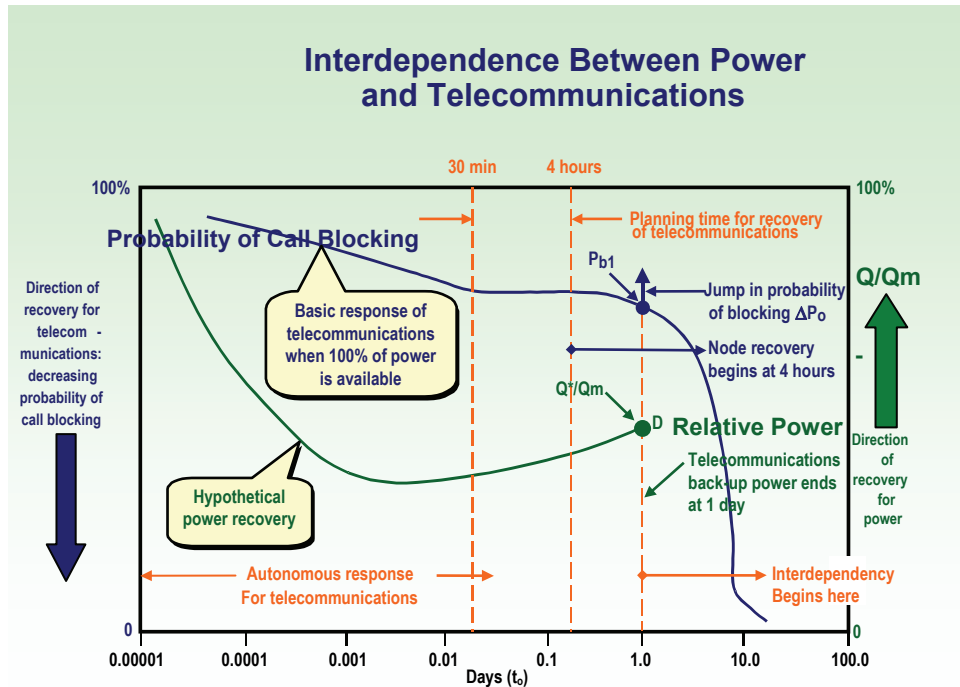 Interdependence Between Power
and Telecommunications
30 min
4 hours
100%
100%
Planning time for recovery
of telecommunications
Probability of Call Blocking
Pb1
Q/Qm
Direction of
recovery for
telecom -
munications:
decreasing
probability of
call blocking
Jump in probability
of blocking ΔPo
Basic response of
telecommunications
when 100% of power
is available
Node recovery
begins at 4 hours
-
Q*/Qm
D
Relative Power
Direction
of
recovery
for
power
Telecommunications
back-up power ends
at 1 day
Hypothetical
power recovery
Autonomous response
For telecommunications
Interdependency
Begins here
0
0
0.00001
0.0001
0.001
0.01
0.1
1.0
10.0
100.0
Days (to)